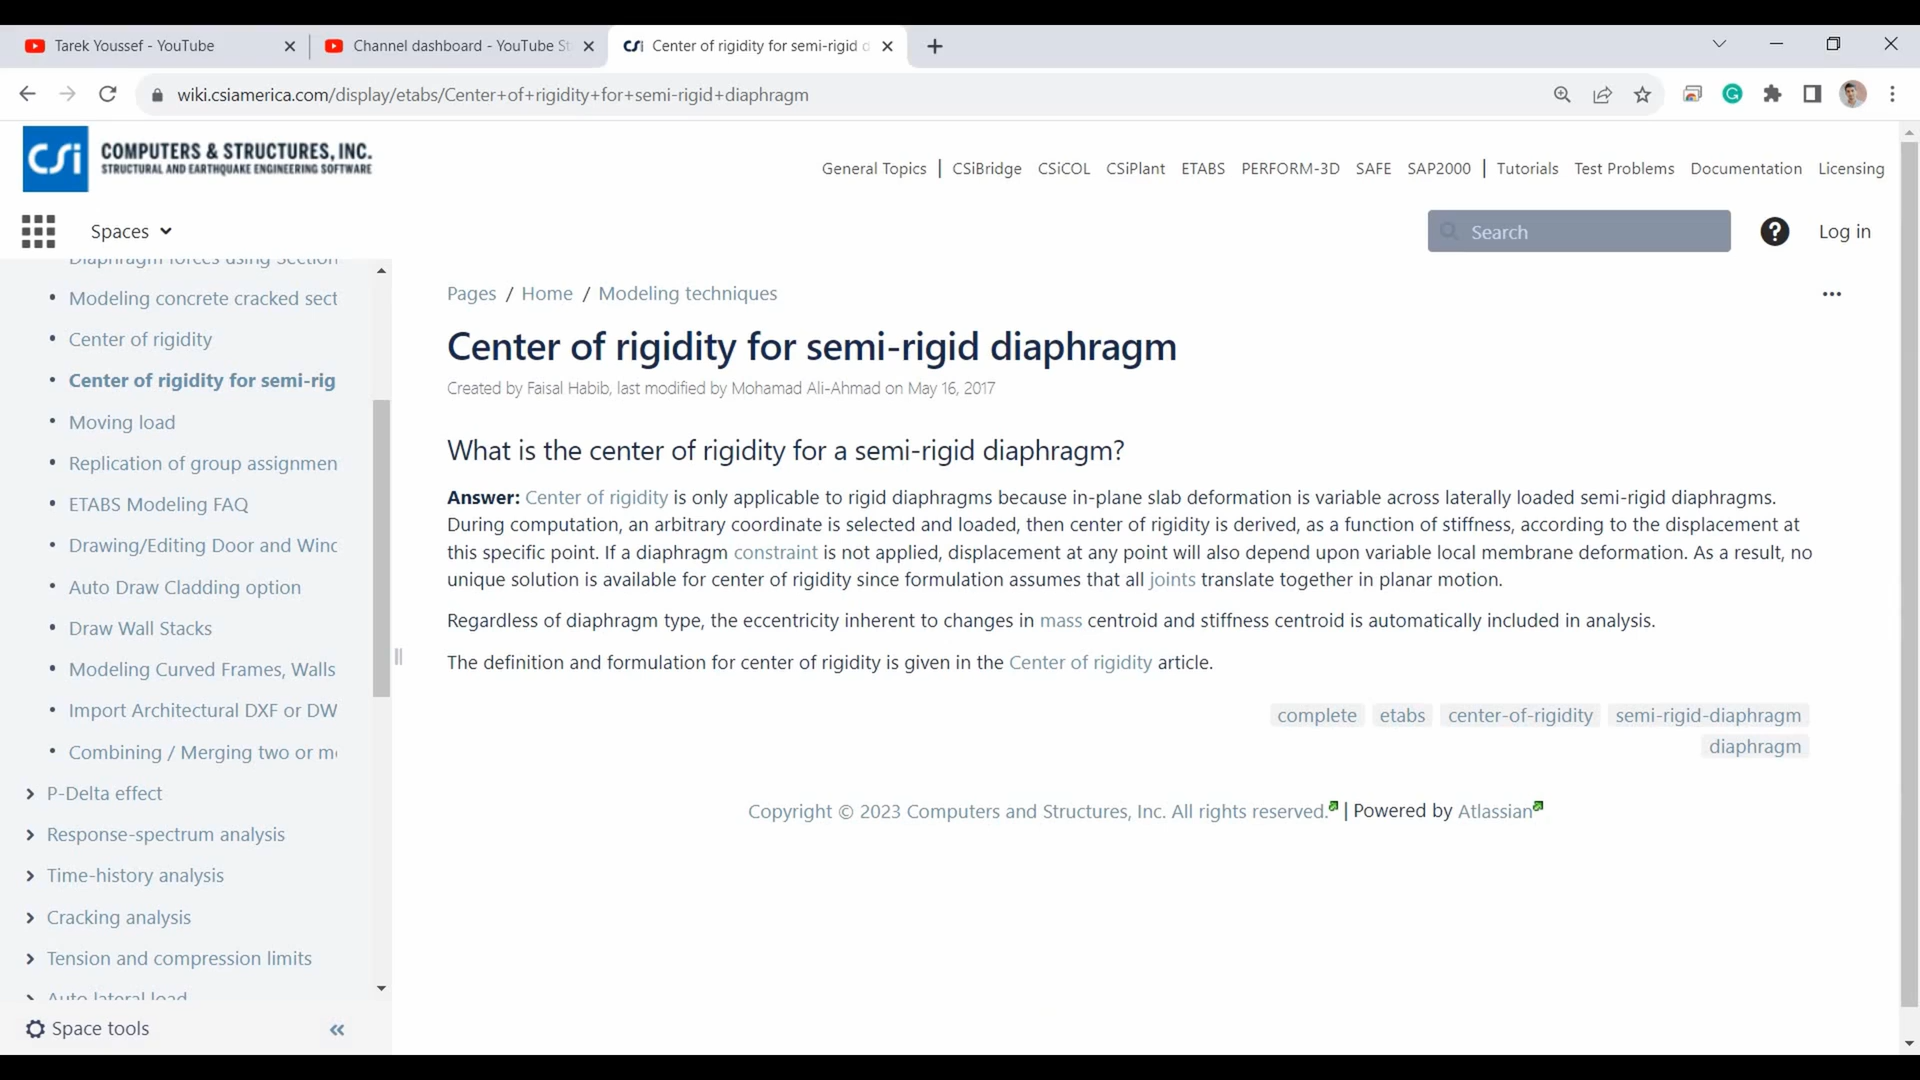 Tarek Youssef - YouTube
Channel dashboard - YouTube St
CSi Center of rigidity for semi-rigid d
wiki.csiamerica.com/display/etabs/Center+of+rigidity+for+semi-rigid+diaphragm
CSi COMPUTERS & STRUCTURES, INC.
STRUCTURAL AND EARTHQUAKE ENGINEERING SOFTWARE
General Topics | CSiBridge CSiCOL CSiPlant ETABS PERFORM-3D SAFE SAP2000 | Tutorials Test Problems Documentation Licensing
Spaces
Search
? Log in
Diaphragm forces using Section
• Modeling concrete cracked sect
• Center of rigidity
• Center of rigidity for semi-rig
• Moving load
• Replication of group assignmen
• ETABS Modeling FAQ
• Drawing/Editing Door and Winc
• Auto Draw Cladding option
• Draw Wall Stacks
• Modeling Curved Frames, Walls
• Import Architectural DXF or DW
• Combining / Merging two or m
P-Delta effect
Response-spectrum analysis
Time-history analysis
Cracking analysis
Tension and compression limits
Auto lateral load
Space tools
Pages / Home / Modeling techniques
Center of rigidity for semi-rigid diaphragm
Created by Faisal Habib, last modified by Mohamad Ali-Ahmad on May 16, 2017
What is the center of rigidity for a semi-rigid diaphragm?
Answer: Center of rigidity is only applicable to rigid diaphragms because in-plane slab deformation is variable across laterally loaded semi-rigid diaphragms.
During computation, an arbitrary coordinate is selected and loaded, then center of rigidity is derived, as a function of stiffness, according to the displacement at
this specific point. If a diaphragm constraint is not applied, displacement at any point will also depend upon variable local membrane deformation. As a result, no
unique solution is available for center of rigidity since formulation assumes that all joints translate together in planar motion.
Regardless of diaphragm type, the eccentricity inherent to changes in mass centroid and stiffness centroid is automatically included in analysis.
The definition and formulation for center of rigidity is given in the Center of rigidity article.
complete etabs center-of-rigidity semi-rigid-diaphragm
diaphragm
Copyright © 2023 Computers and Structures, Inc. All rights reserved. | Powered by Atlassian